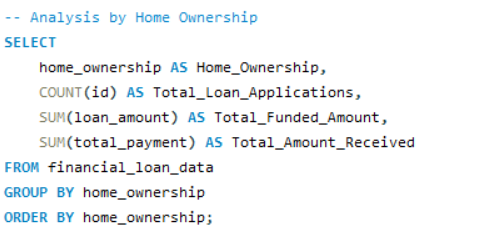 -- Analysis by Home Ownership
SELECT
    home_ownership AS Home_Ownership,
    COUNT(id) AS Total_Loan_Applications,
    SUM(loan_amount) AS Total_Funded_Amount,
    SUM(total_payment) AS Total_Amount_Received
FROM financial_loan_data
GROUP BY home_ownership
ORDER BY home_ownership;